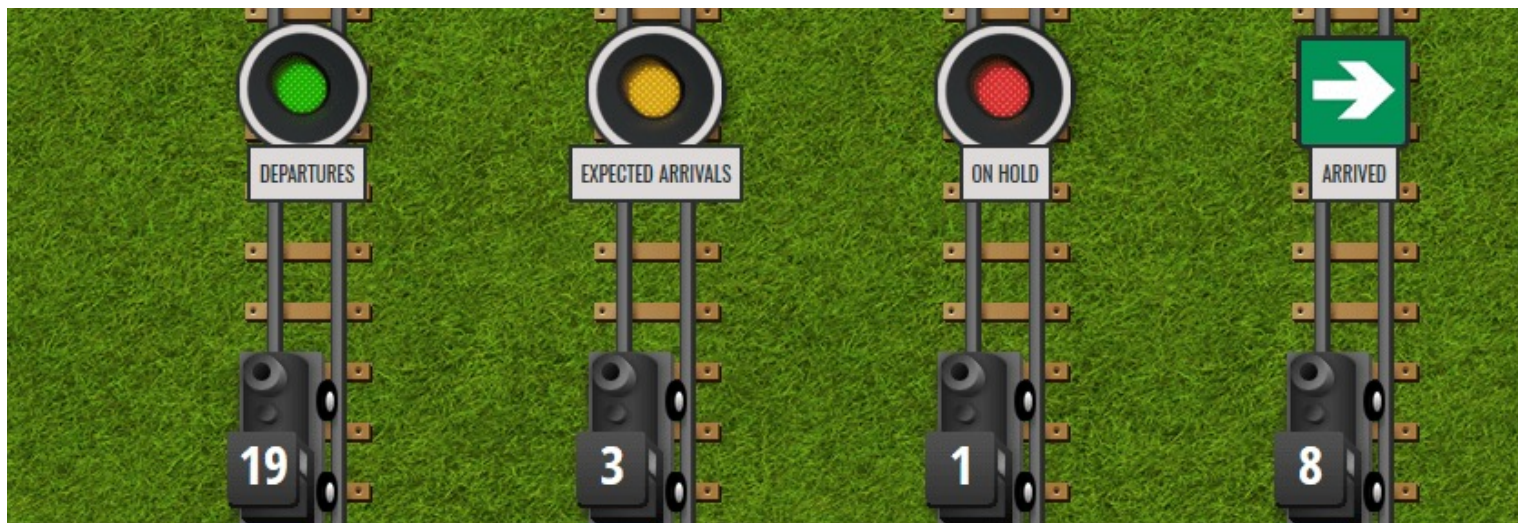 DEPARTURES
EXPECTED ARRIVALS
ON HOLD
ARRIVED
19
3
1
8